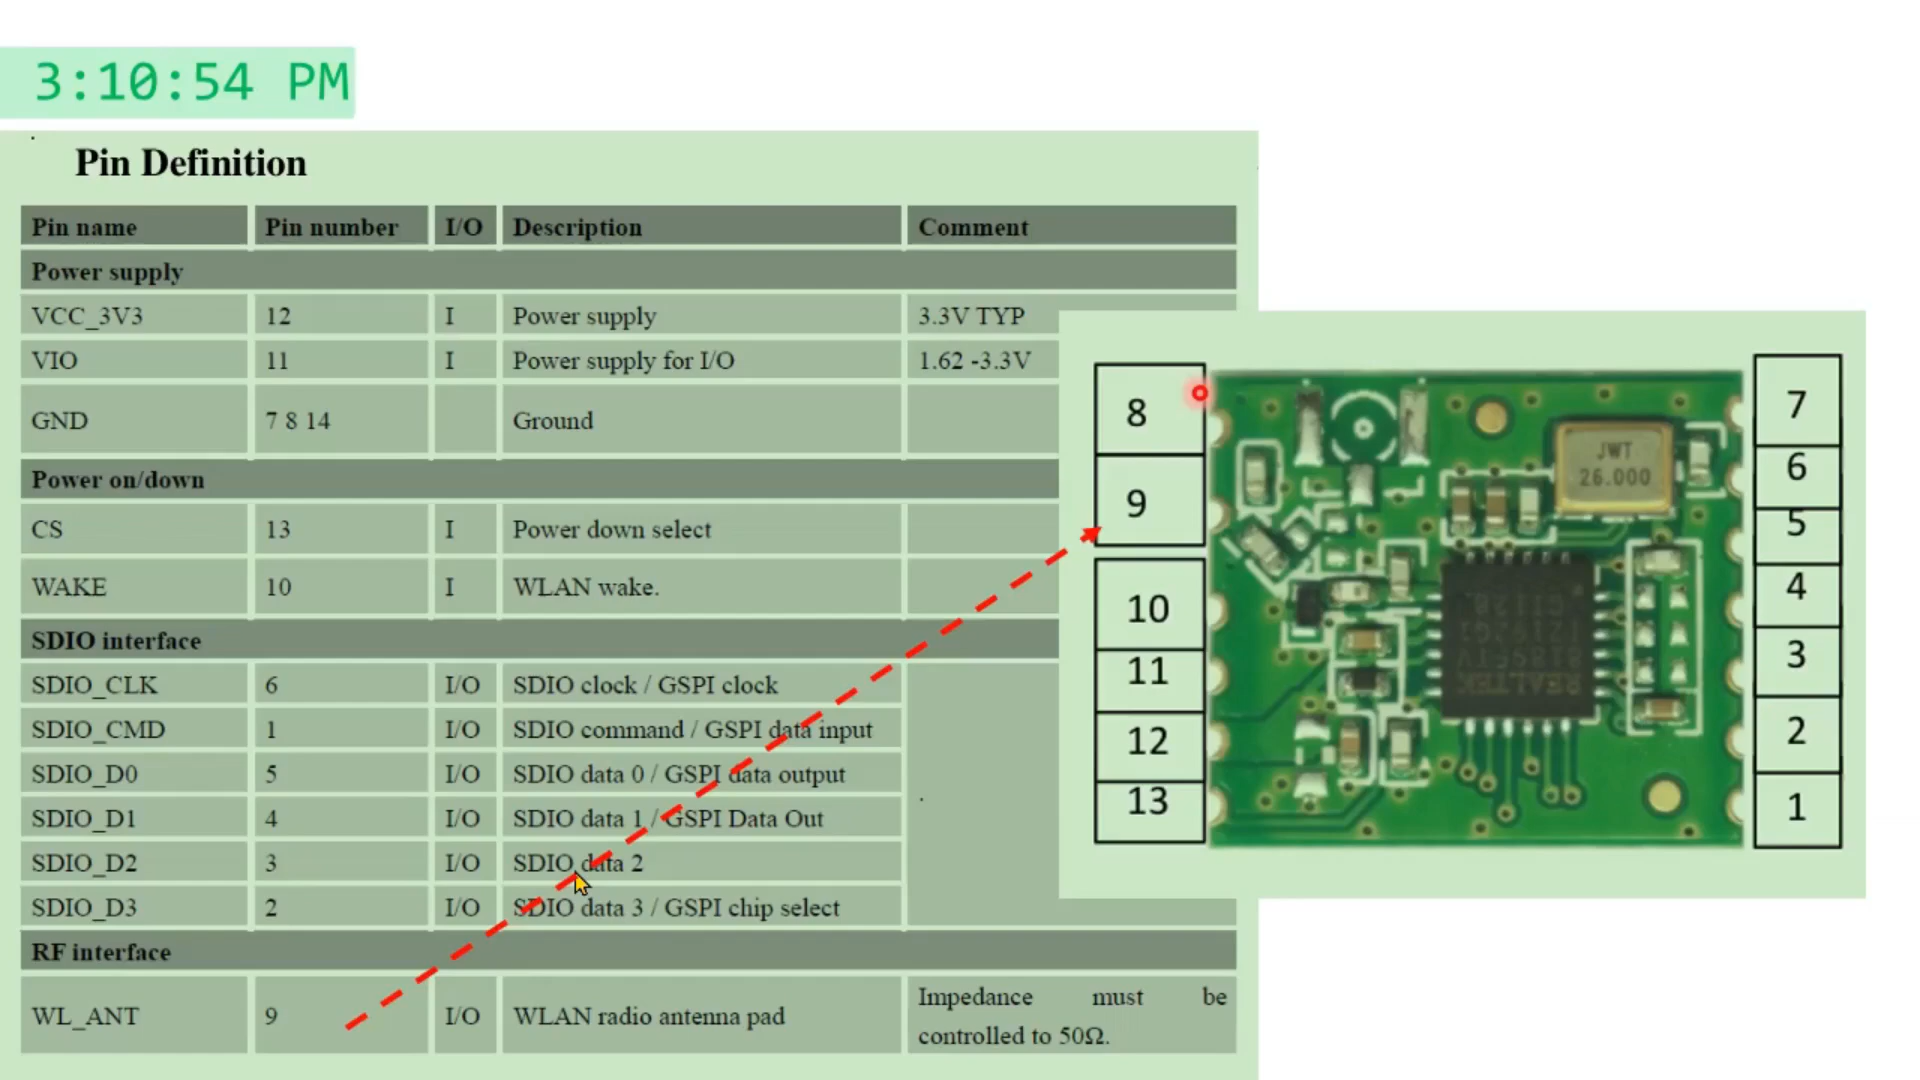 3:10:54 PM
Pin Definition
Pin name Pin number I/O Description Comment
Power supply
VCC_3V3 12 I Power supply 3.3V TYP
VIO 11 I Power supply for I/O 1.62 -3.3V
GND 7 8 14 Ground
Power on/down
CS 13 I Power down select
WAKE 10 I WLAN wake.
SDIO interface
SDIO_CLK 6 I/O SDIO clock / GSPI clock
SDIO_CMD 1 I/O SDIO command / GSPI data input
SDIO_D0 5 I/O SDIO data 0 / GSPI data output
SDIO_D1 4 I/O SDIO data 1 / GSPI Data Out
SDIO_D2 3 I/O SDIO data 2
SDIO_D3 2 I/O SDIO data 3 / GSPI chip select
RF interface
WL_ANT 9 I/O WLAN radio antenna pad Impedance must be
controlled to 50Ω.
8
9
10
11
12
13
JWT
26.000
REALTEK
7
6
5
4
3
2
1